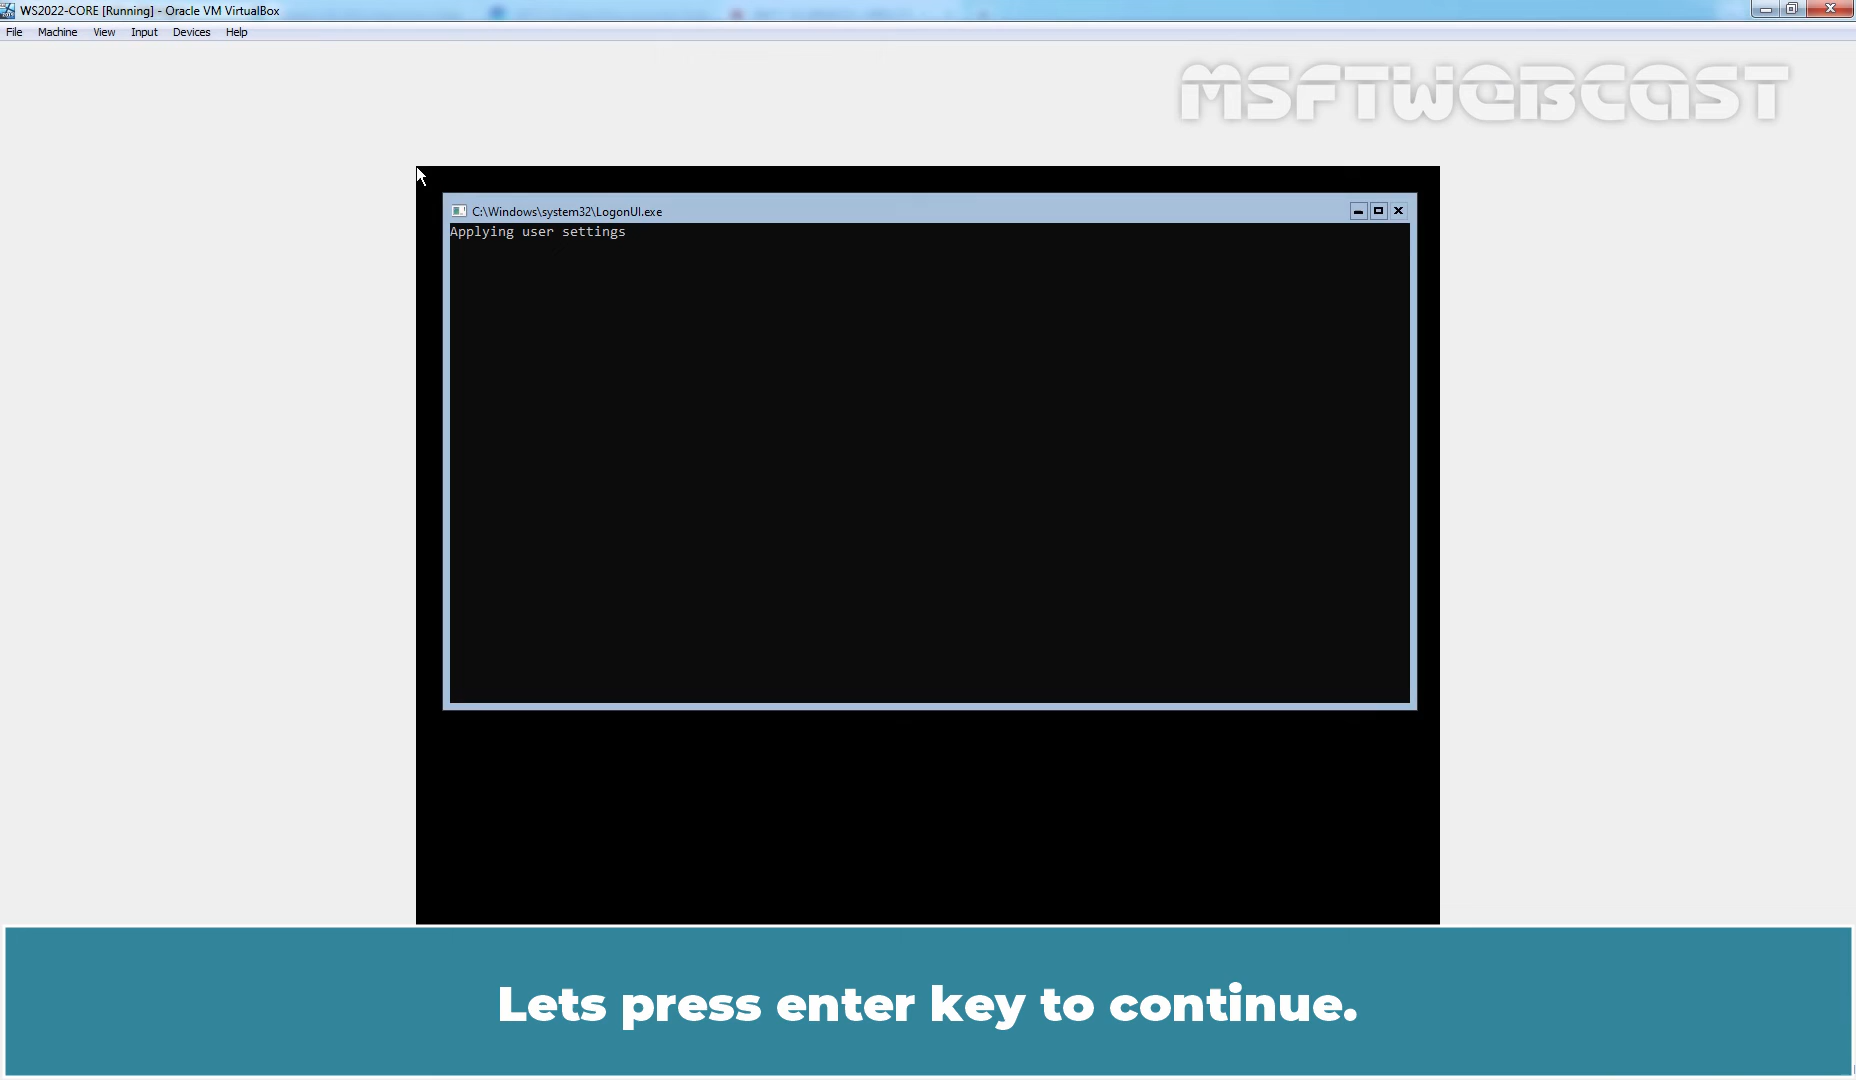 WS2022-CORE [Running] - Oracle VM VirtualBox
File Machine View Input Devices Help
MSFTWEBCAST
C:\Windows\system32\LogonUI.exe
Applying user settings
Lets press enter key to continue.